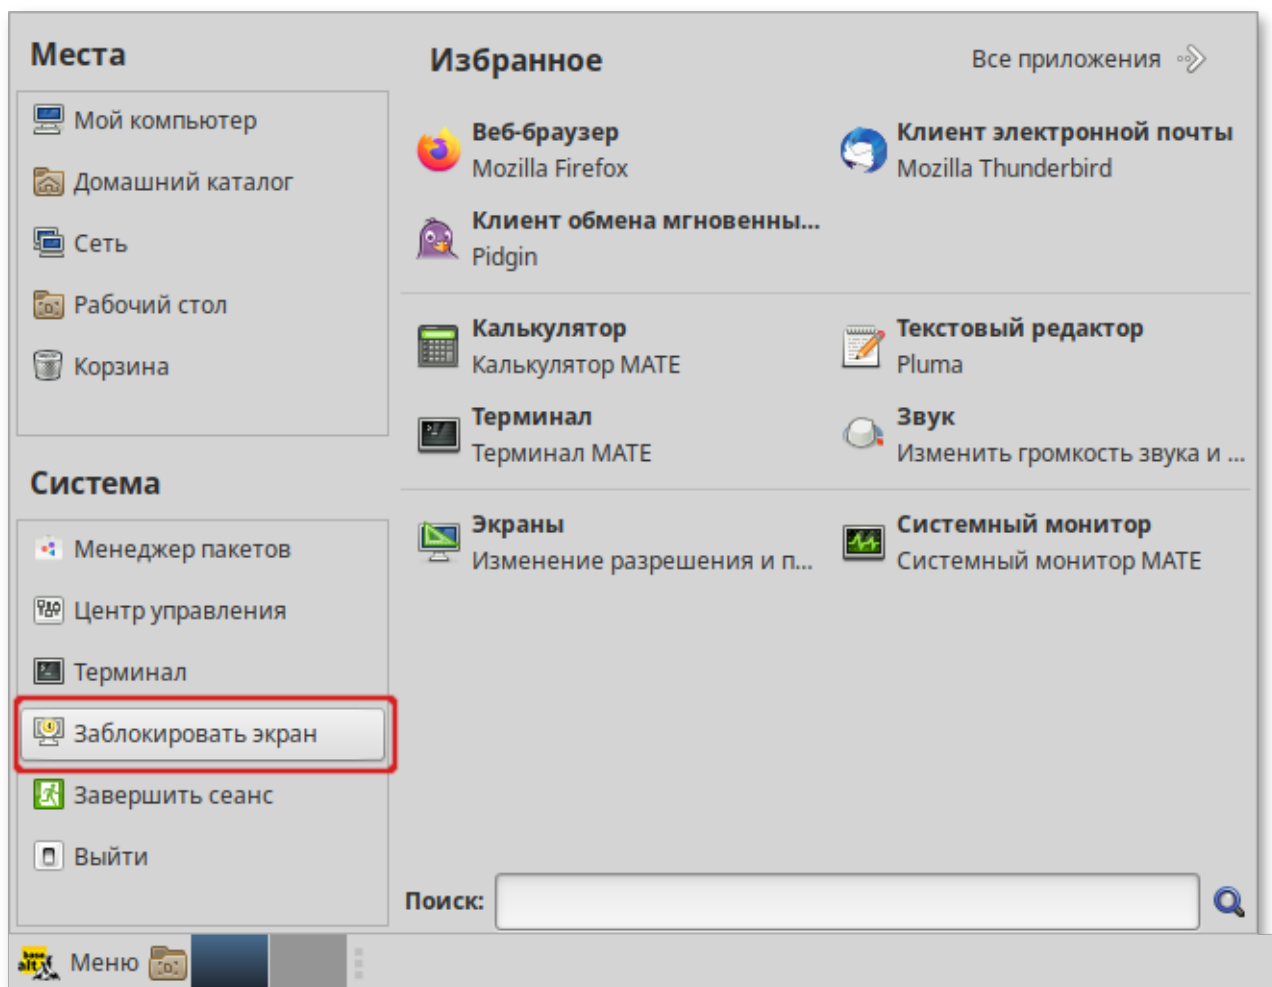 Места
Мой компьютер
Домашний каталог
Сеть
Рабочий стол
Корзина
Система
Менеджер пакетов
Центр управления
Терминал
Заблокировать экран
Завершить сеанс
Выйти
Избранное
Все приложения
Веб-браузер
Mozilla Firefox
Клиент электронной почты
Mozilla Thunderbird
Клиент обмена мгновенны...
Pidgin
Калькулятор
Калькулятор MATE
Текстовый редактор
Pluma
Терминал
Терминал MATE
Звук
Изменить громкость звука и ...
Экраны
Изменение разрешения и п...
Системный монитор
Системный монитор MATE
Поиск:
base
alt
Меню